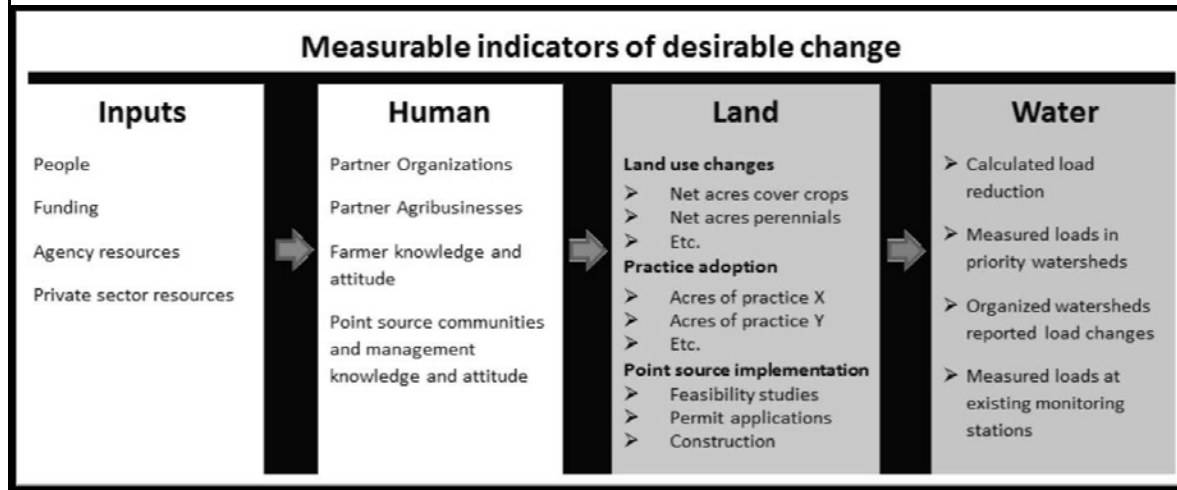 Measurable indicators of desirable change
Inputs
People
Funding
Agency resources
Private sector resources
Human
Partner Organizations
Partner Agribusinesses
Farmer knowledge and
attitude
Point source communities
and management
knowledge and attitude
Land
Land use changes
➢ Net acres cover crops
➢ Net acres perennials
➢ Etc.
Practice adoption
➢ Acres of practice X
➢ Acres of practice Y
➢ Etc.
Point source implementation
➢ Feasibility studies
➢ Permit applications
➢ Construction
Water
➢ Calculated load
reduction
➢ Measured loads in
priority watersheds
➢ Organized watersheds
reported load changes
➢ Measured loads at
existing monitoring
stations